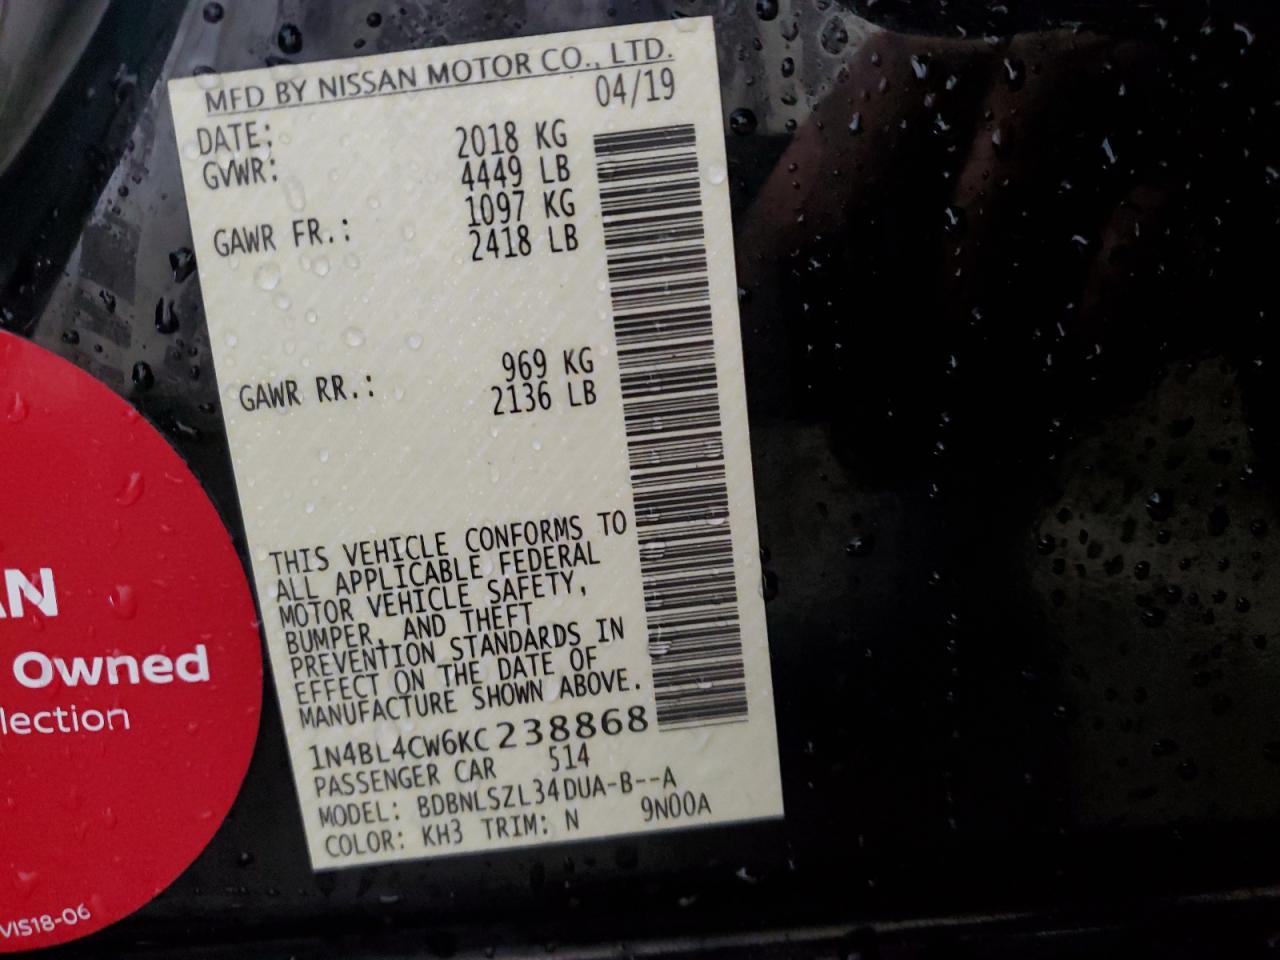 MFD BY NISSAN MOTOR CO., LTD.
DATE: 04/19
GVWR: 2018 KG
4449 LB
GAWR FR.: 1097 KG
2418 LB
GAWR RR.: 969 KG
2136 LB
THIS VEHICLE CONFORMS TO
ALL APPLICABLE FEDERAL
MOTOR VEHICLE SAFETY,
BUMPER, AND THEFT
PREVENTION STANDARDS IN
EFFECT ON THE DATE OF
MANUFACTURE SHOWN ABOVE.
1N4BL4CW6KC238868
PASSENGER CAR 514
MODEL: BDBNLSZL34DUA-B--A
COLOR: KH3 TRIM: N 9N00A
AN
Owned
lection
VIS18-06